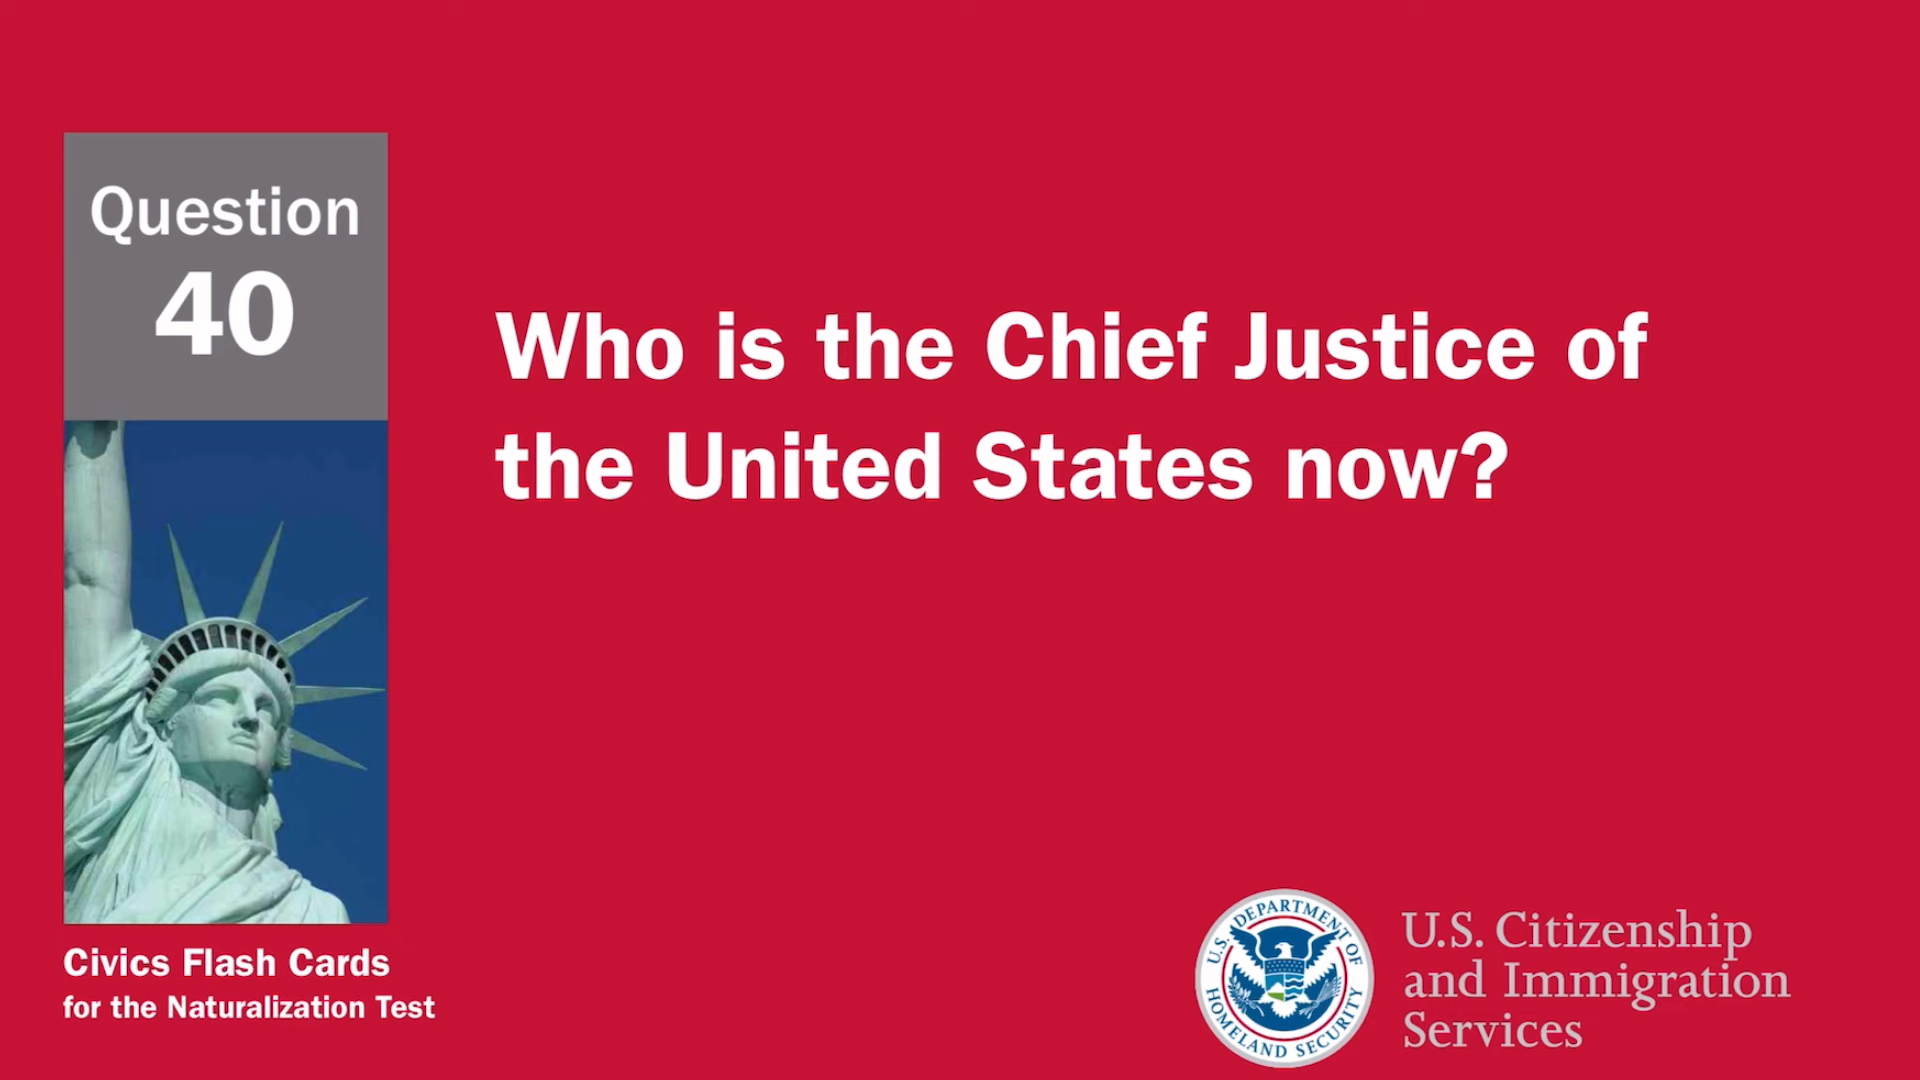 Question
40
Who is the Chief Justice of
the United States now?
Civics Flash Cards
for the Naturalization Test
U.S. DEPARTMENT OF
HOMELAND SECURITY
U.S. Citizenship
and Immigration
Services